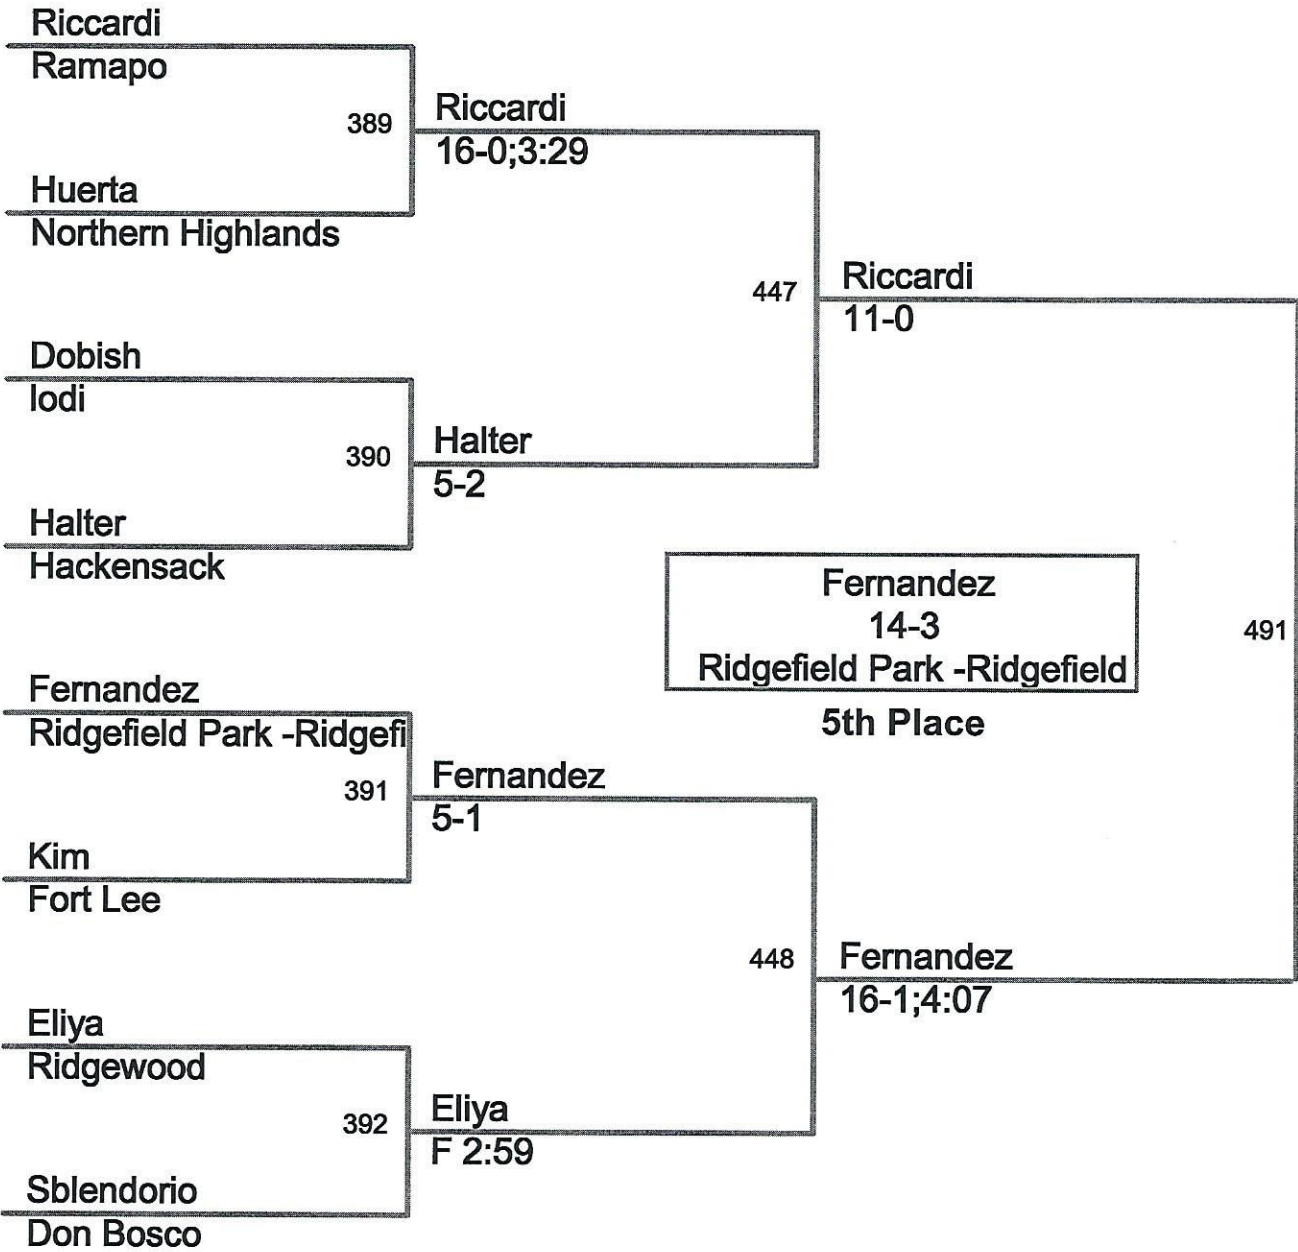 Riccardi
Ramapo
389
Riccardi
16-0;3:29
Huerta
Northern Highlands
447
Riccardi
11-0
Dobish
lodi
390
Halter
5-2
Halter
Hackensack
Fernandez
14-3
Ridgefield Park -Ridgefield
5th Place
491
Fernandez
Ridgefield Park -Ridgefi
391
Fernandez
5-1
Kim
Fort Lee
448
Fernandez
16-1;4:07
Eliya
Ridgewood
392
Eliya
F 2:59
Sblendorio
Don Bosco